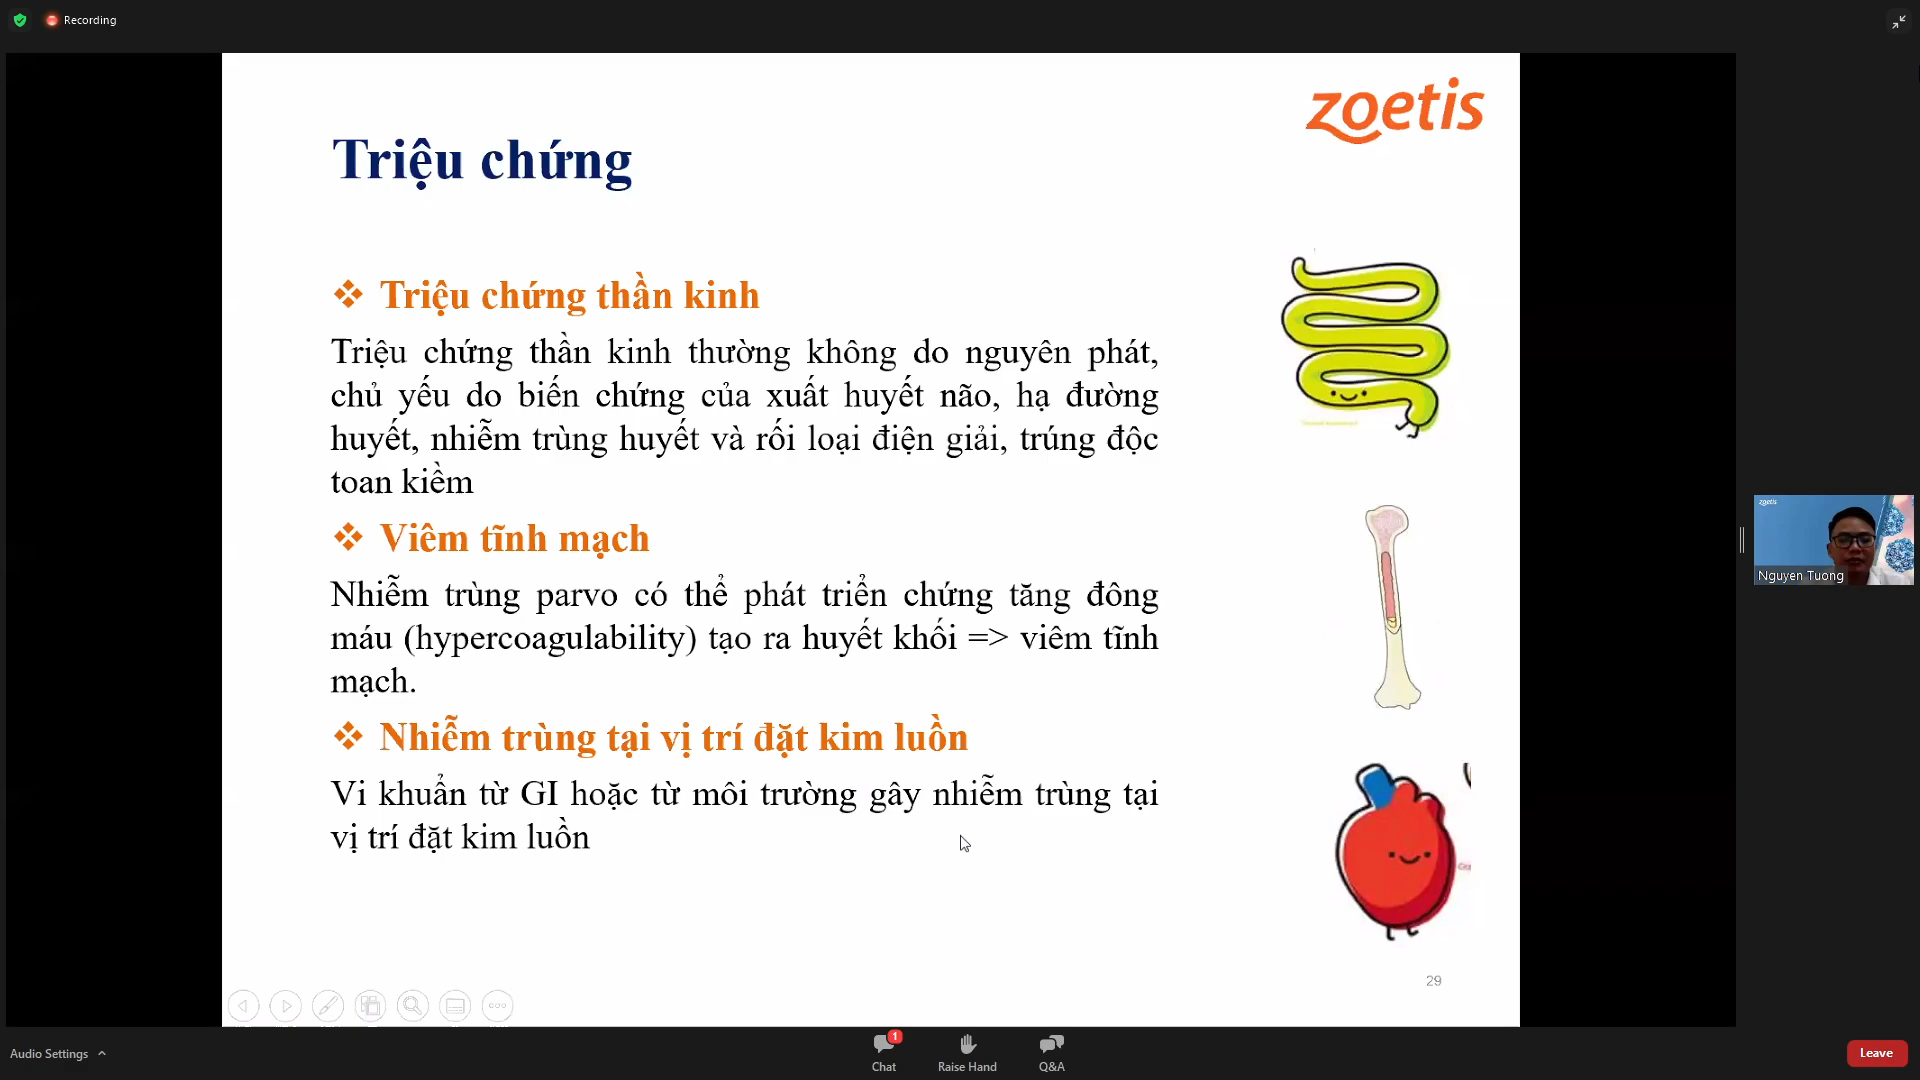 Recording
zoetis
Triệu chứng
❖ Triệu chứng thần kinh
Triệu chứng thần kinh thường không do nguyên phát,
chủ yếu do biến chứng của xuất huyết não, hạ đường
huyết, nhiễm trùng huyết và rối loại điện giải, trúng độc
toan kiềm
❖ Viêm tĩnh mạch
Nhiễm trùng parvo có thể phát triển chứng tăng đông
máu (hypercoagulability) tạo ra huyết khối => viêm tĩnh
mạch.
❖ Nhiễm trùng tại vị trí đặt kim luồn
Vi khuẩn từ GI hoặc từ môi trường gây nhiễm trùng tại
vị trí đặt kim luồn
29
zoetis
Nguyen Tuong
Audio Settings
1
Chat
Raise Hand
Q&A
Leave